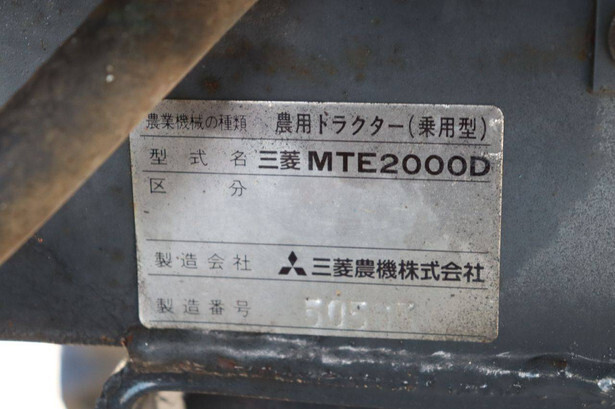 農業機械の種類 農用トラクター(乗用型)
型式名 三菱 MTE2000D
区分
製造会社 三菱農機株式会社
製造番号